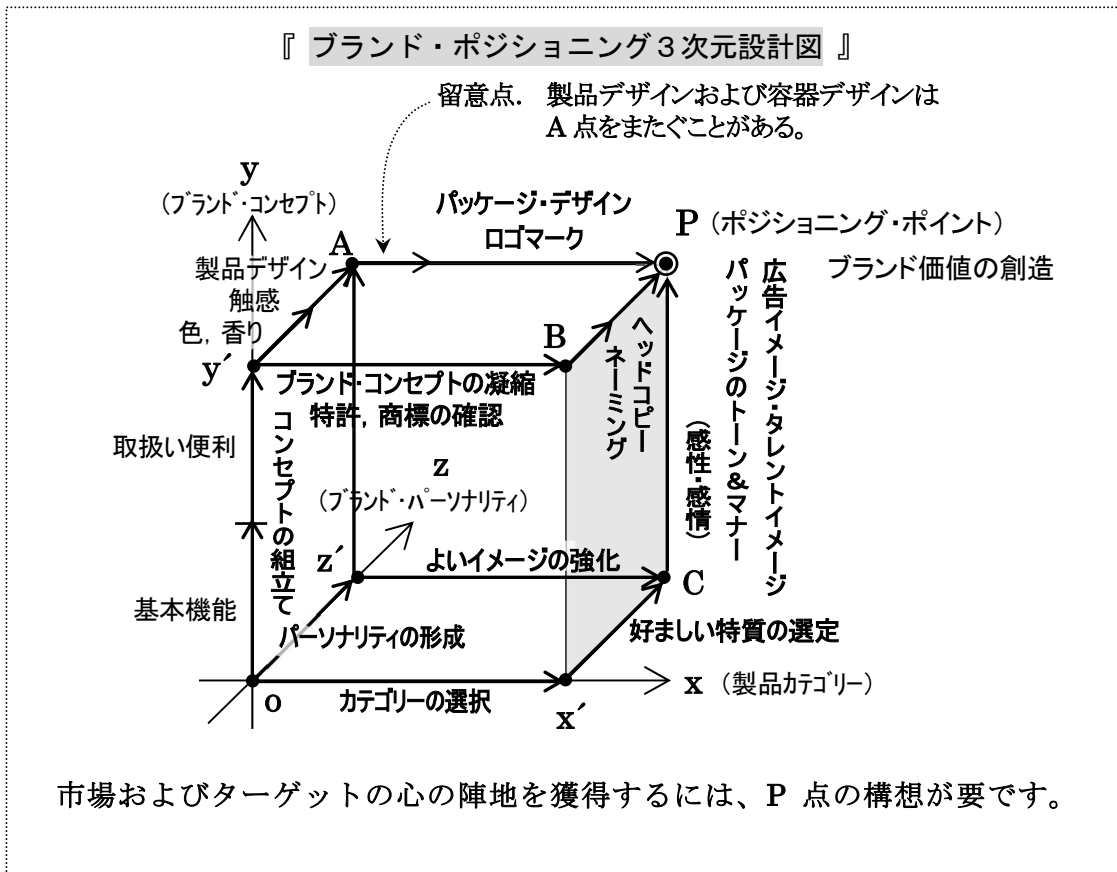 『 ブランド・ポジショニング３次元設計図 』
留意点. 製品デザインおよび容器デザインは
A 点をまたぐことがある。
y
(ブランド・コンセプト)
パッケージ・デザイン
ロゴマーク
P (ポジショニング・ポイント)
A
製品デザイン
触感
色, 香り
ブランド価値の創造
広告イメージ・タレントイメージ
パッケージのトーン&マナー
(感性・感情)
B
ヘッドコピー
ネーミング
y´
ブランド・コンセプトの凝縮
特許, 商標の確認
コンセプトの組立て
取扱い便利
z
(ブランド・パーソナリティ)
z´
よいイメージの強化
C
基本機能
パーソナリティの形成
好ましい特質の選定
o
カテゴリーの選択
x (製品カテゴリー)
x´
市場およびターゲットの心の陣地を獲得するには、P 点の構想が要です。